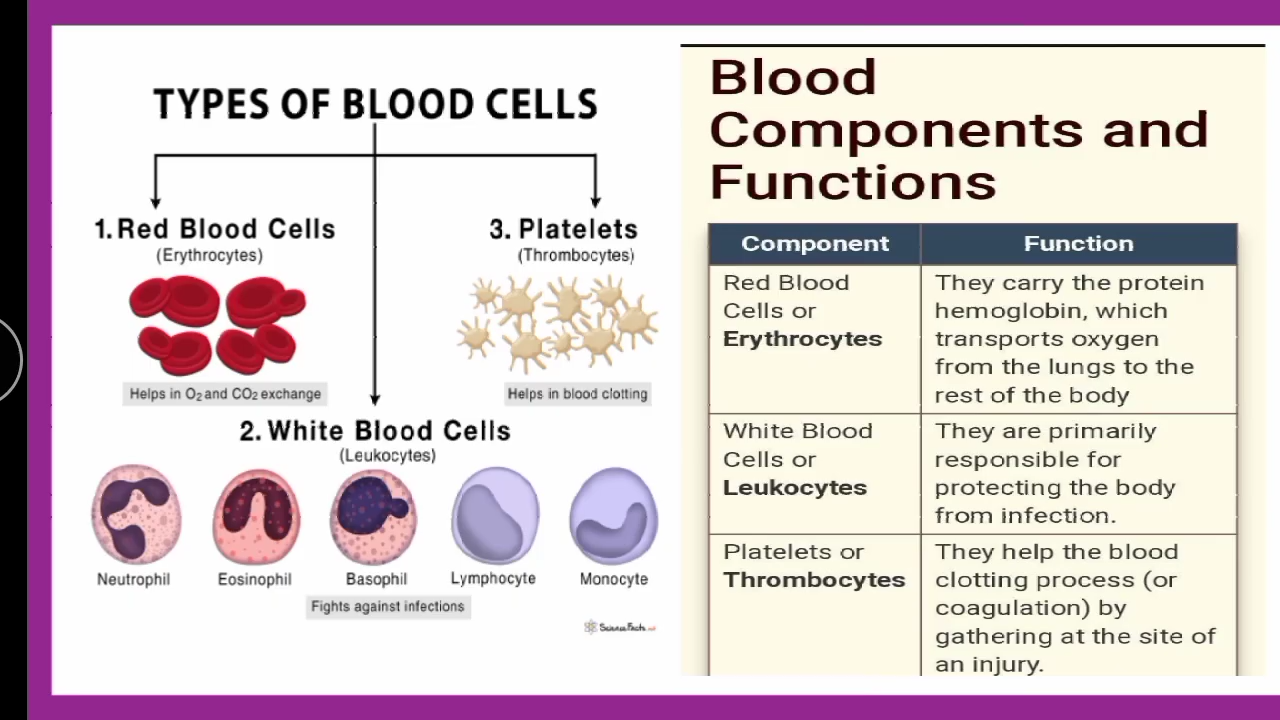 TYPES OF BLOOD CELLS
1. Red Blood Cells
(Erythrocytes)
Helps in O₂ and CO₂ exchange
3. Platelets
(Thrombocytes)
Helps in blood clotting
2. White Blood Cells
(Leukocytes)
Neutrophil
Eosinophil
Basophil
Lymphocyte
Monocyte
Fights against infections
ScienceFacts.net
Blood
Components and
Functions
Component
Function
Red Blood
Cells or
Erythrocytes
They carry the protein
hemoglobin, which
transports oxygen
from the lungs to the
rest of the body
White Blood
Cells or
Leukocytes
They are primarily
responsible for
protecting the body
from infection.
Platelets or
Thrombocytes
They help the blood
clotting process (or
coagulation) by
gathering at the site of
an injury.